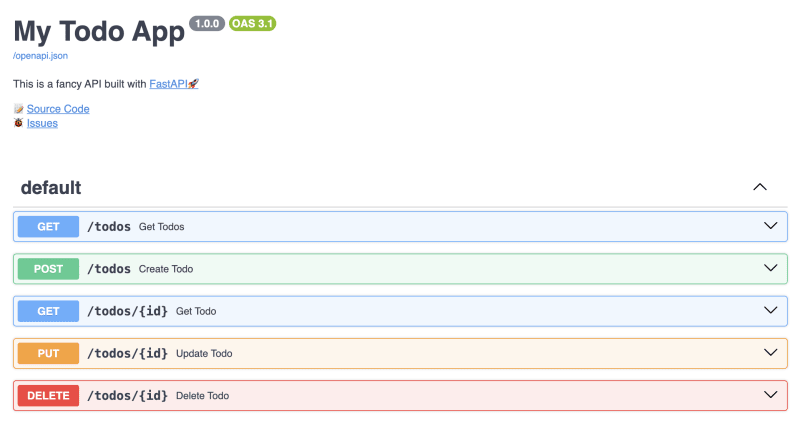 My Todo App 1.0.0 OAS 3.1
/openapi.json
This is a fancy API built with FastAPI🚀
📝 Source Code
🐞 Issues
default
GET /todos Get Todos
POST /todos Create Todo
GET /todos/{id} Get Todo
PUT /todos/{id} Update Todo
DELETE /todos/{id} Delete Todo